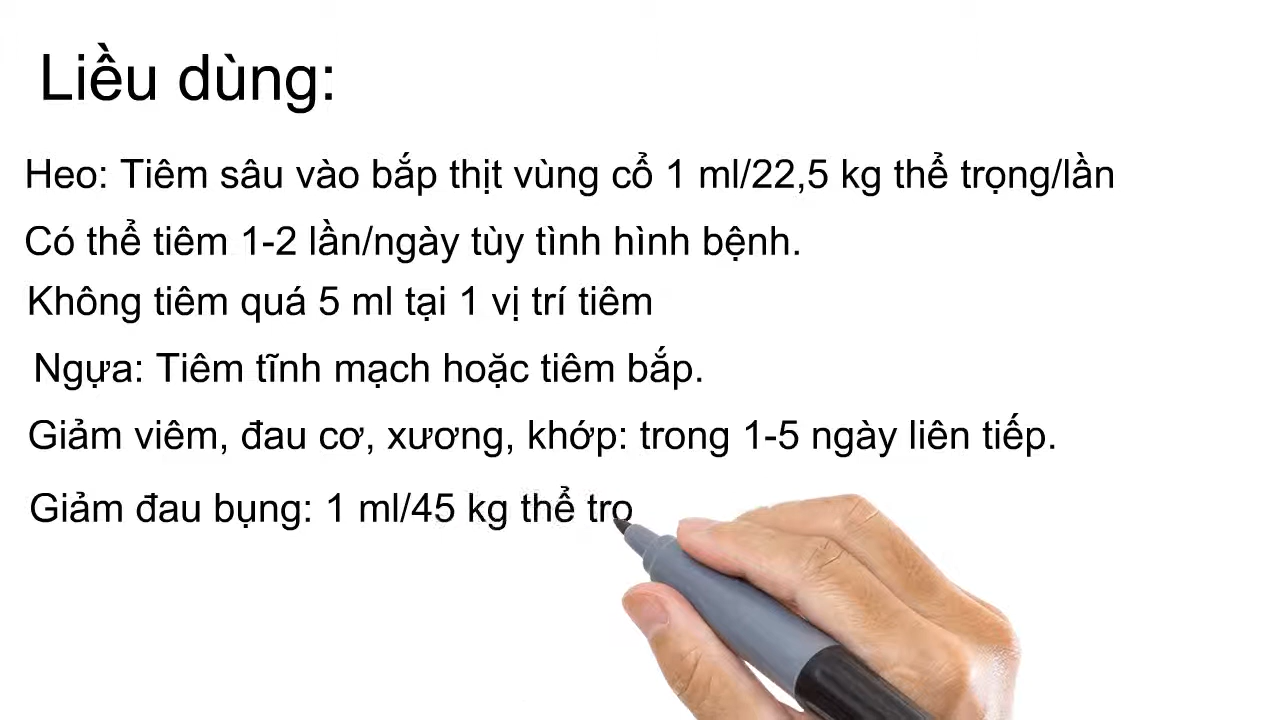 Liều dùng:
Heo: Tiêm sâu vào bắp thịt vùng cổ 1 ml/22,5 kg thể trọng/lần
Có thể tiêm 1-2 lần/ngày tùy tình hình bệnh.
Không tiêm quá 5 ml tại 1 vị trí tiêm
Ngựa: Tiêm tĩnh mạch hoặc tiêm bắp.
Giảm viêm, đau cơ, xương, khớp: trong 1-5 ngày liên tiếp.
Giảm đau bụng: 1 ml/45 kg thể tro